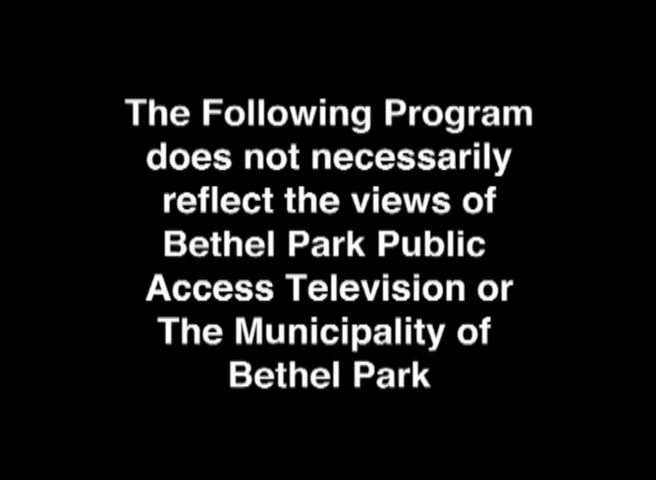 The Following Program
does not necessarily
reflect the views of
Bethel Park Public
Access Television or
The Municipality of
Bethel Park